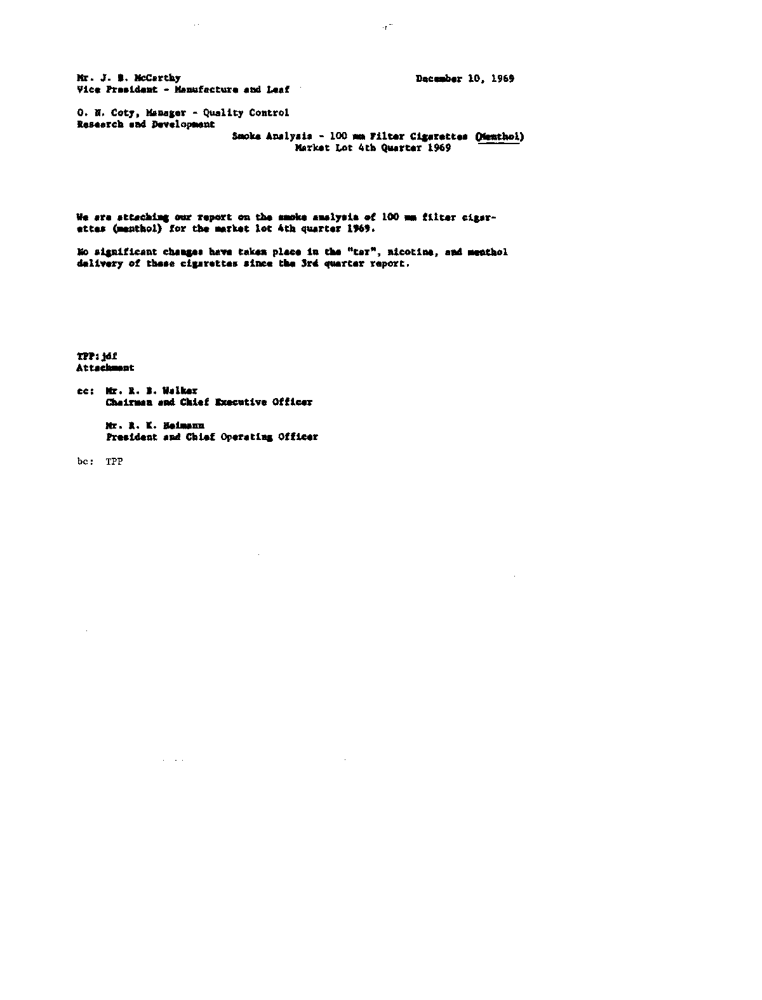 Mr. J. B. McCarthy December 10, 1969
Vice President - Manufacture and Leaf
O. N. Coty, Manager - Quality Control
Research and Development
Smoke Analysis - 100 mm Filter Cigarettes (Menthol)
Market Lot 4th Quarter 1969
We are attaching our report on the smoke analysis of 100 mm filter cigar-
ettes (menthol) for the market lot 4th quarter 1969.
No significant changes have taken place in the "tar", nicotine, and menthol
delivery of these cigarettes since the 3rd quarter report.
TPP:jdf
Attachment
cc: Mr. R. B. Walker
Chairman and Chief Executive Officer
Mr. R. K. Heimann
President and Chief Operating Officer
bc: TPP